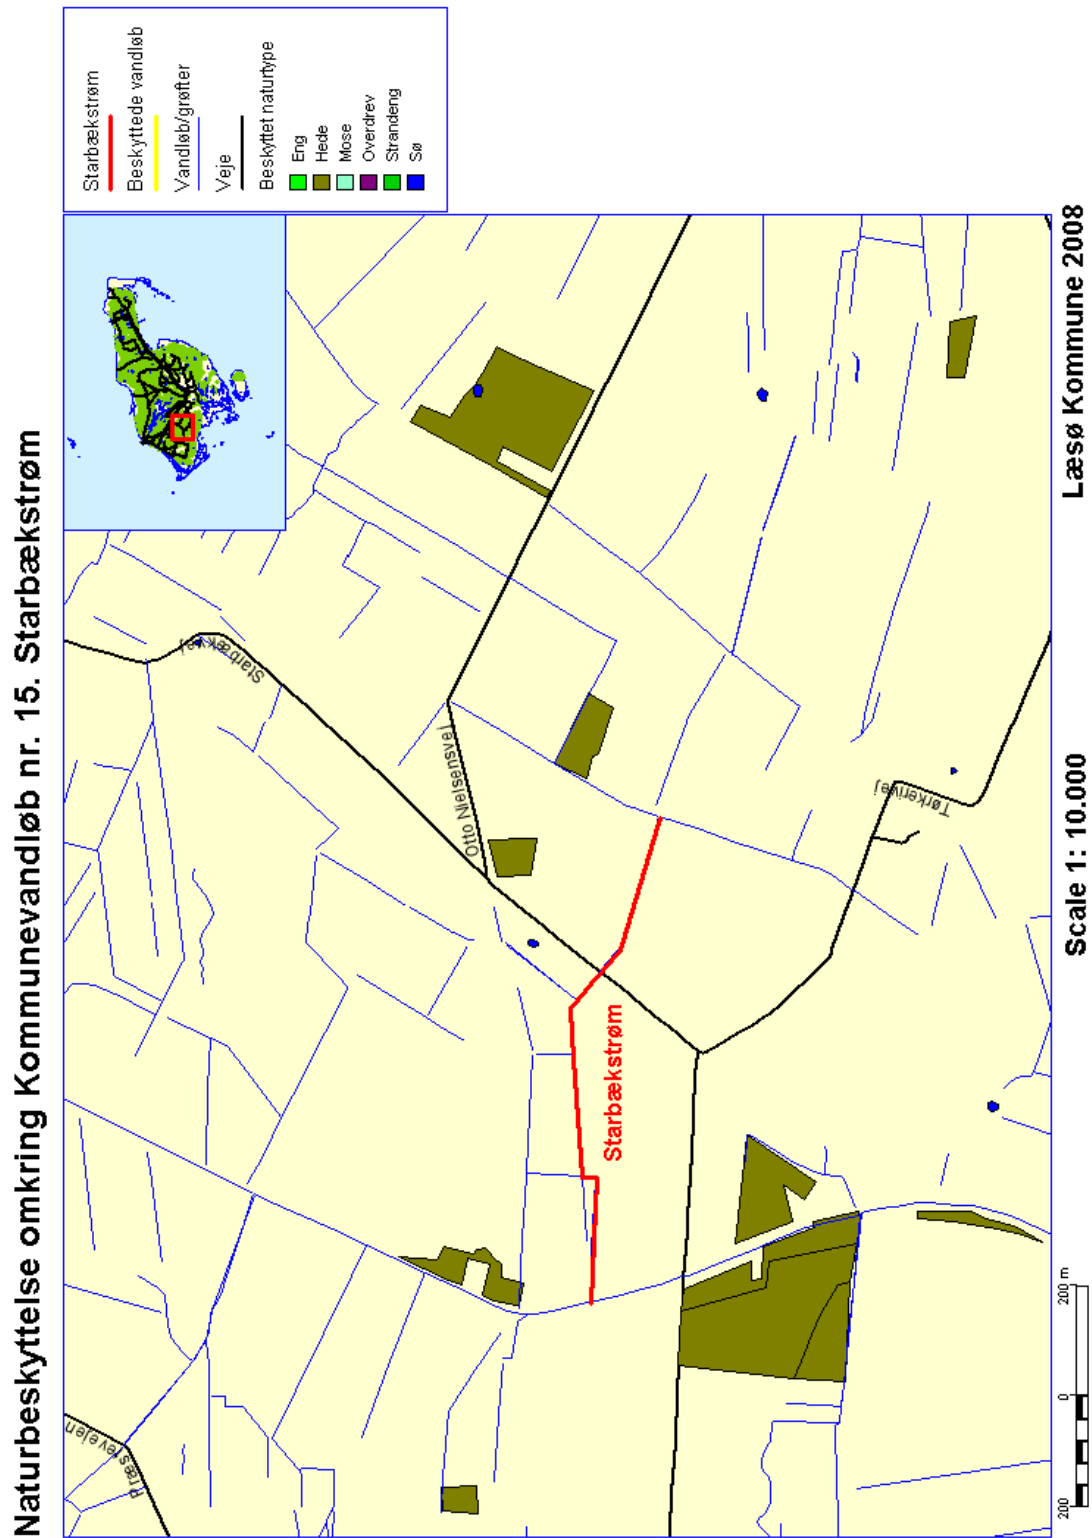 Naturbeskyttelse omkring Kommunevandløb nr. 15. Starbækstrøm
Starbækstrøm
Beskyttede vandløb
Vandløb/grøfter
Veje
Beskyttet naturtype
Eng
Hede
Mose
Overdrev
Strandeng
Sø
Præstevejen
Starbækvej
Otto Nielsensvej
Starbækstrøm
Tørkerivej
200 0 200 m
Scale 1: 10.000
Læsø Kommune 2008